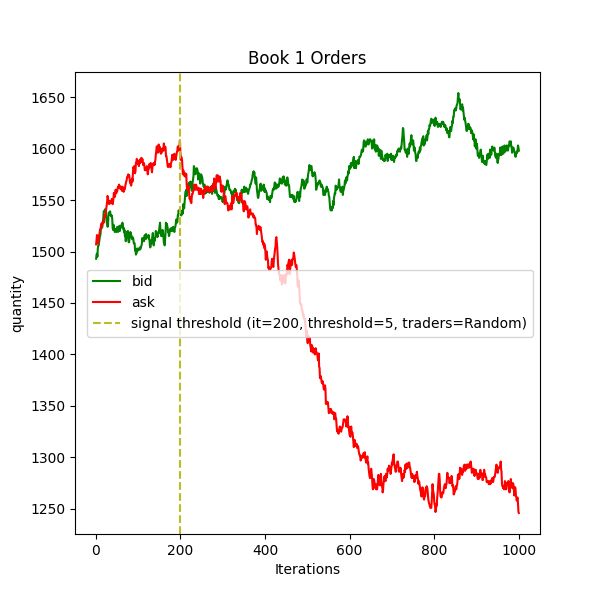 Book 1 Orders
quantity
1650
1600
1550
1500
1450
1400
1350
1300
1250
bid
ask
signal threshold (it=200, threshold=5, traders=Random)
0 200 400 600 800 1000
Iterations